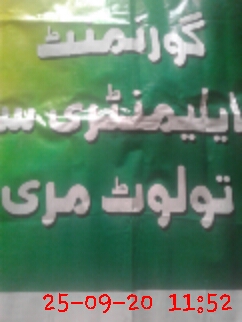 گورنمنٹ
ایلیمنٹری س
تولوٹ مری
25-09-20 11:52